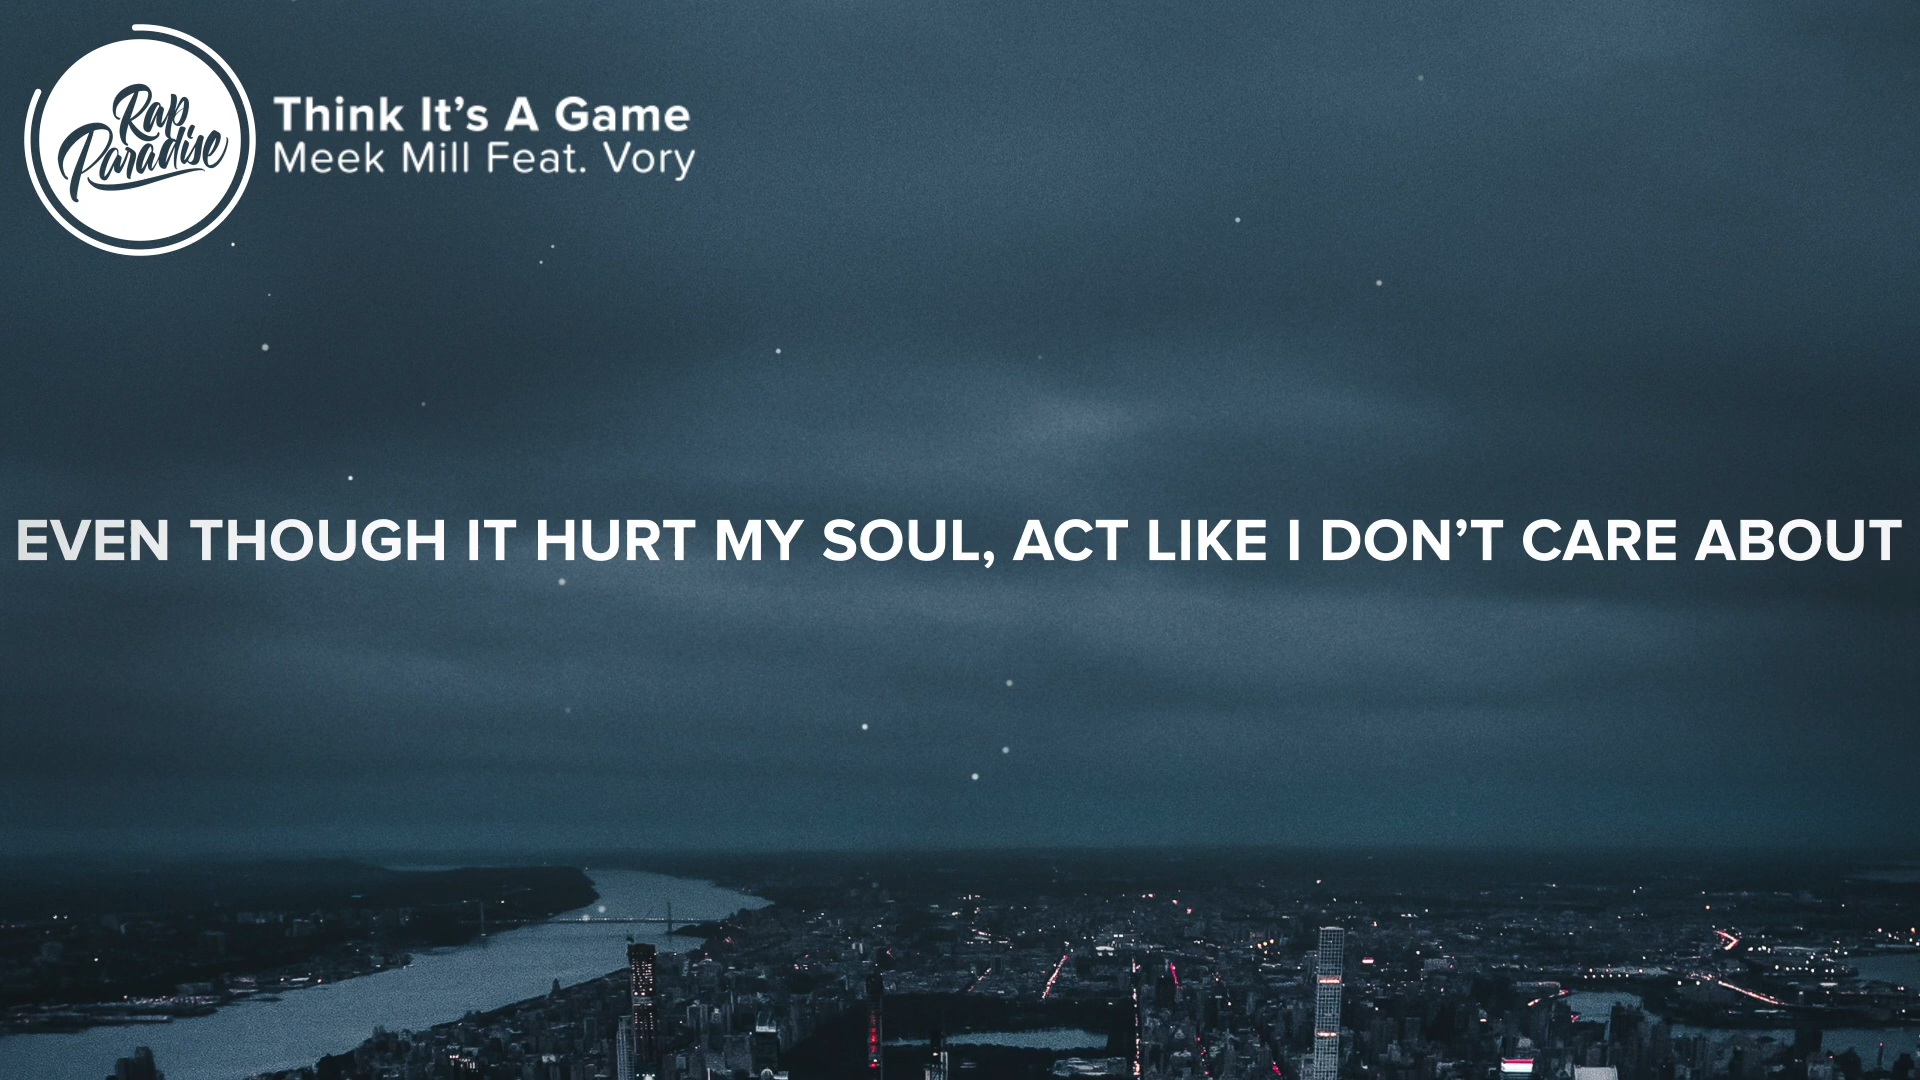 Rap
Paradise
Think It’s A Game
Meek Mill Feat. Vory
EVEN THOUGH IT HURT MY SOUL, ACT LIKE I DON’T CARE ABOUT